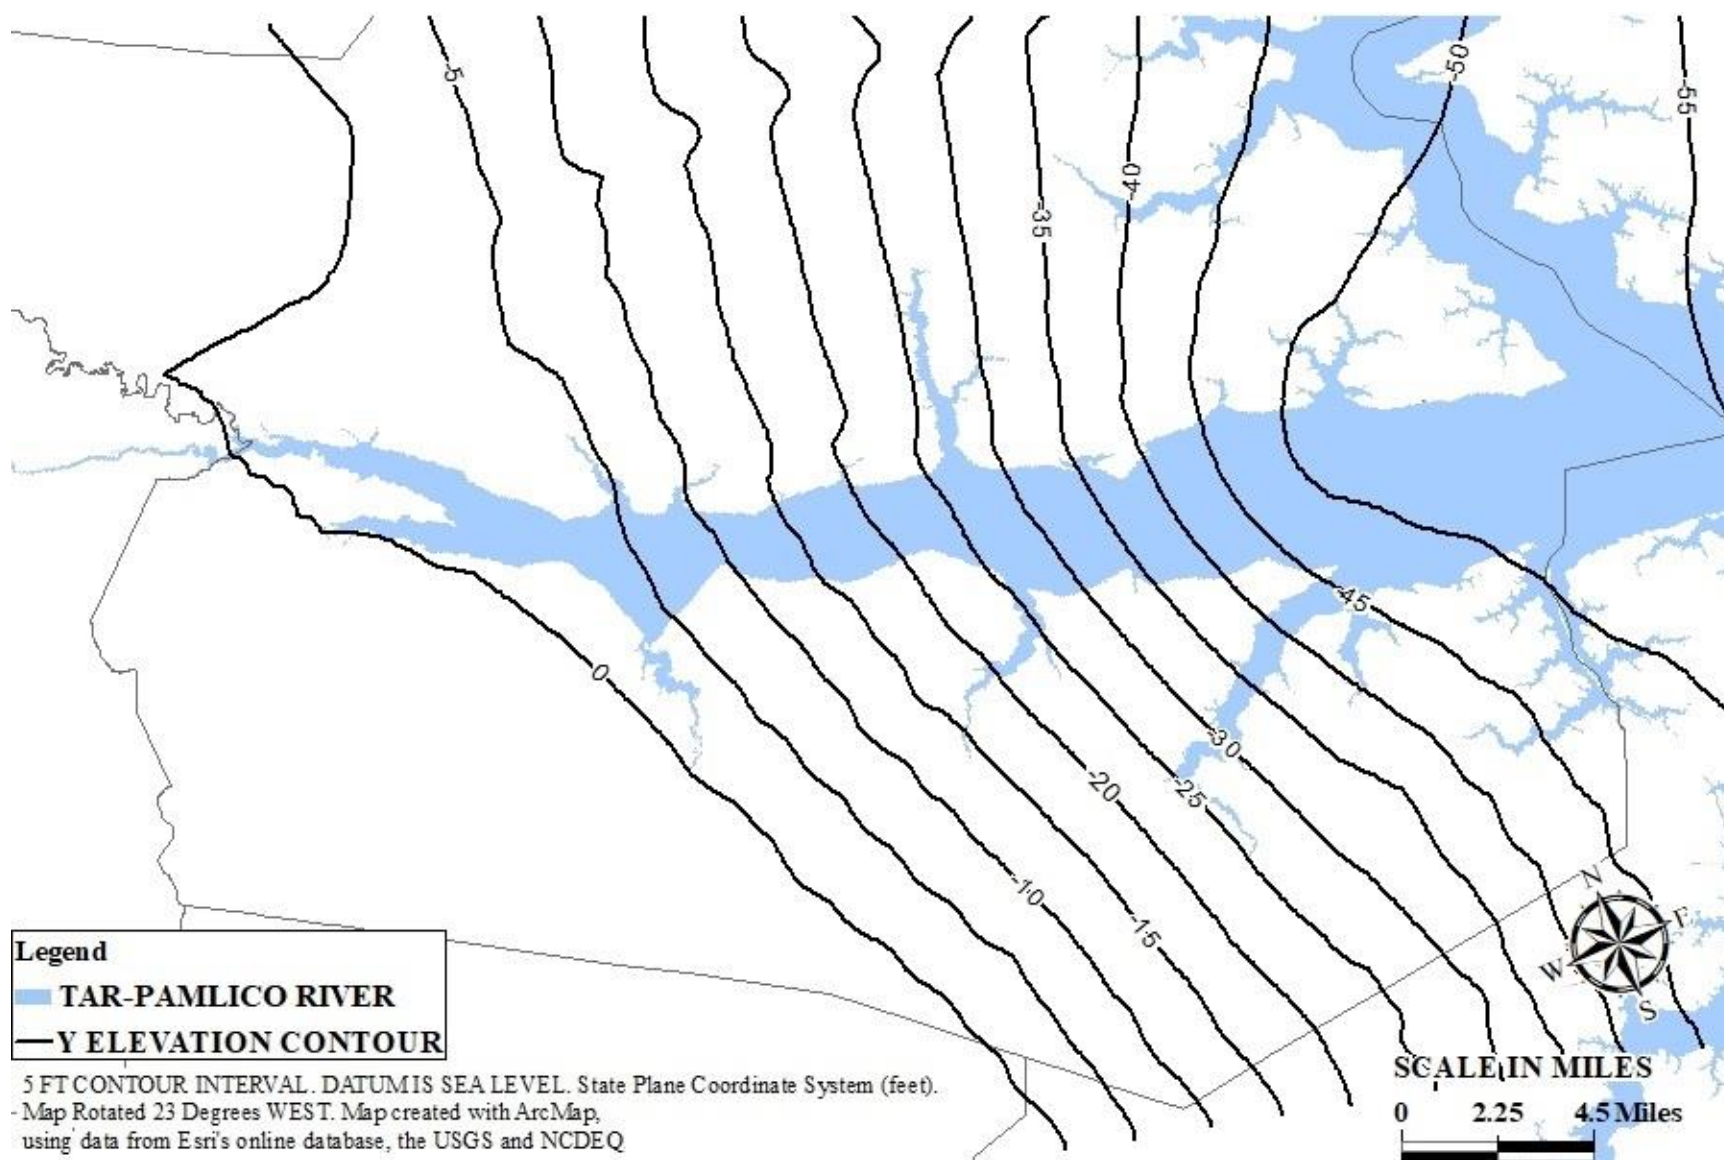 -50
-5
-55
-40
-35
-45
0
-30
-20
-25
-10
-15
N
E
W
S
Legend
TAR-PAMLICO RIVER
Y ELEVATION CONTOUR
SCALE IN MILES
0 2.25 4.5 Miles
5 FT CONTOUR INTERVAL. DATUM IS SEA LEVEL. State Plane Coordinate System (feet).
Map Rotated 23 Degrees WEST. Map created with ArcMap,
using data from Esri's online database, the USGS and NCDEQ